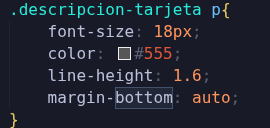 .descripcion-tarjeta p{
font-size: 18px;
color: #555;
line-height: 1.6;
margin-bottom: auto;
}